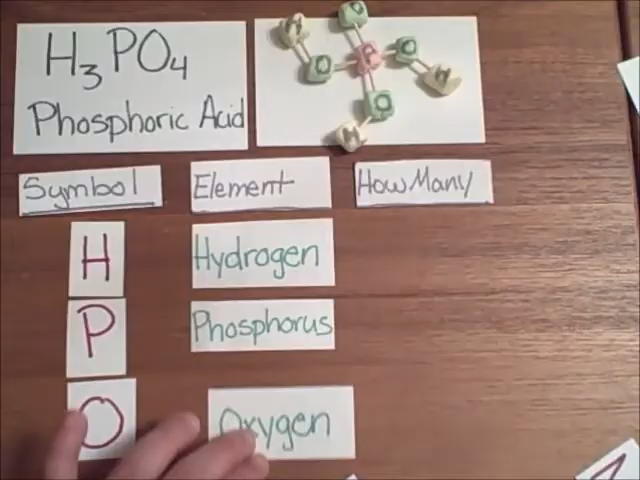 H3PO4
Phosphoric Acid
H O
O P O H
O
H
Symbol Element How Many
H Hydrogen
P Phosphorus
O Oxygen